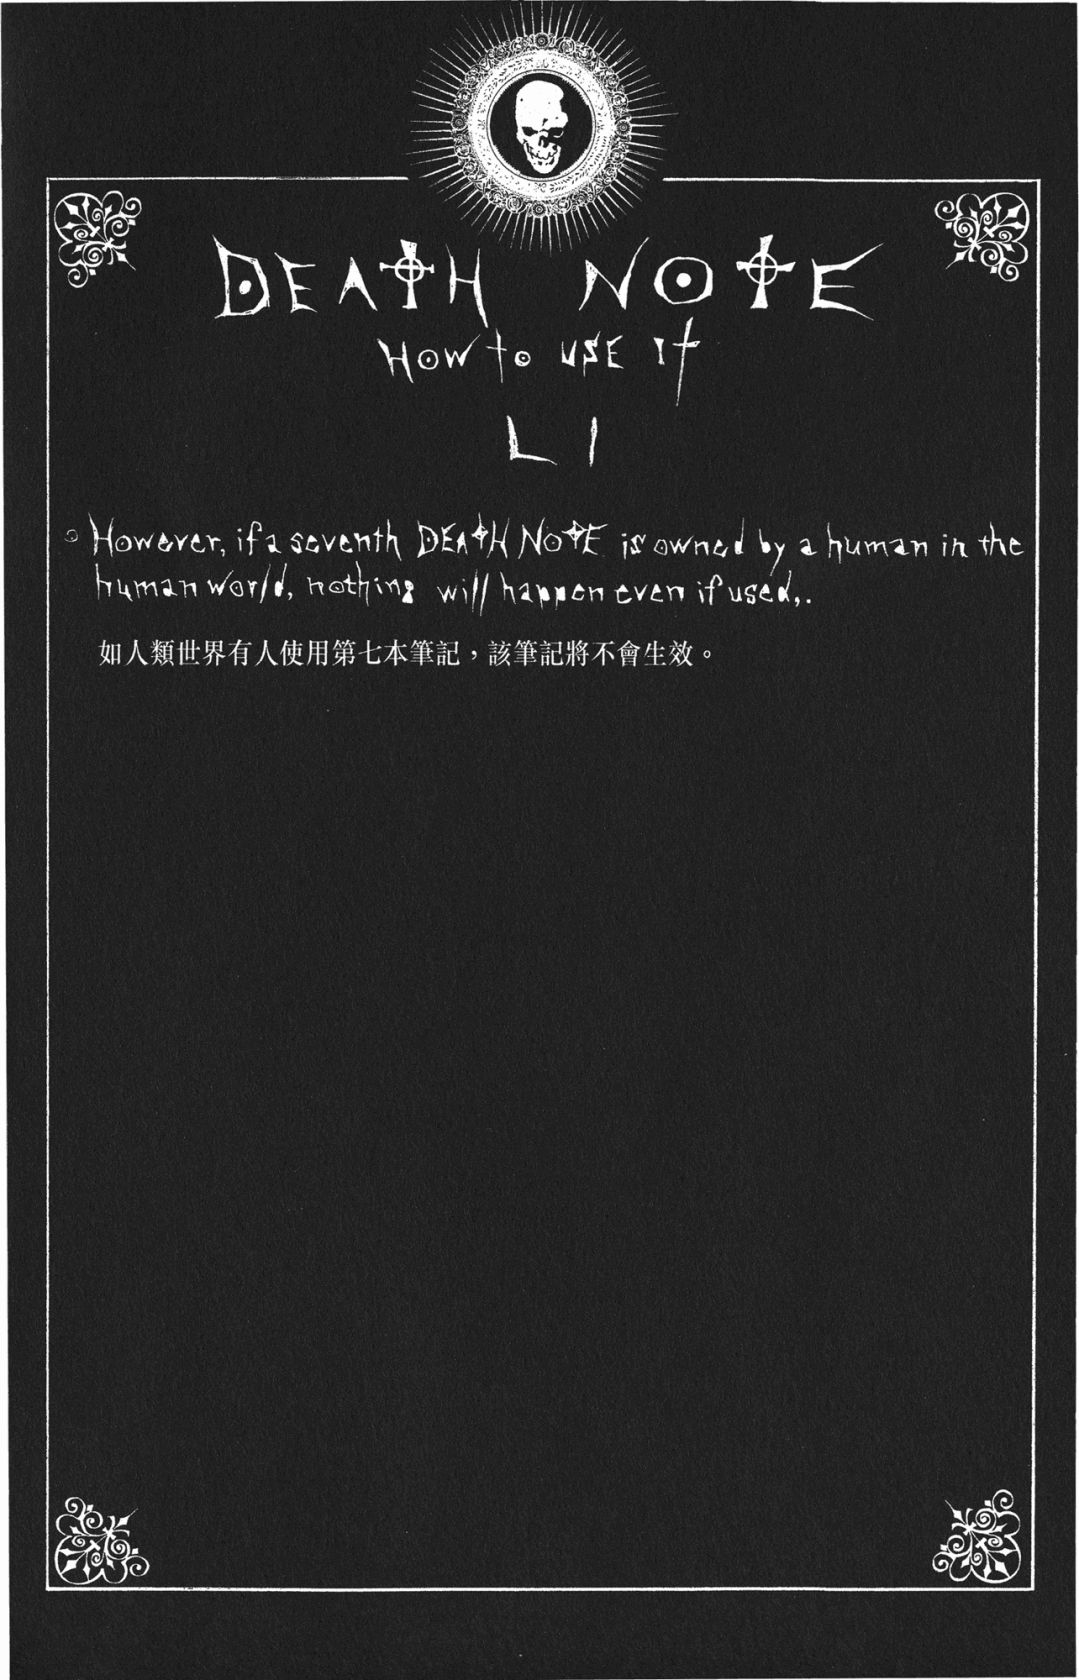 DEATH NOTE
How to use it
LI
However, if a seventh DEATH NOTE is owned by a human in the
human world, nothing will happen even if used,.
如人類世界有人使用第七本筆記，該筆記將不會生效。